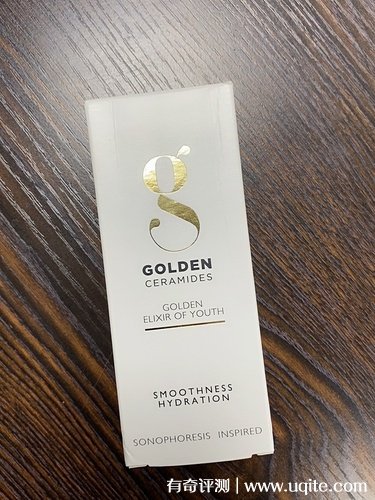 g
GOLDEN
CERAMIDES
GOLDEN
ELIXIR OF YOUTH
SMOOTHNESS
HYDRATION
SONOPHORESIS INSPIRED
有奇评测 | www.uqite.com